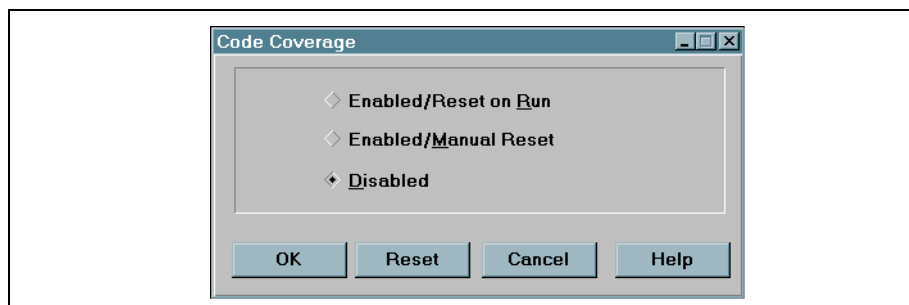 Code Coverage
Enabled/Reset on Run
Enabled/Manual Reset
Disabled
OK Reset Cancel Help